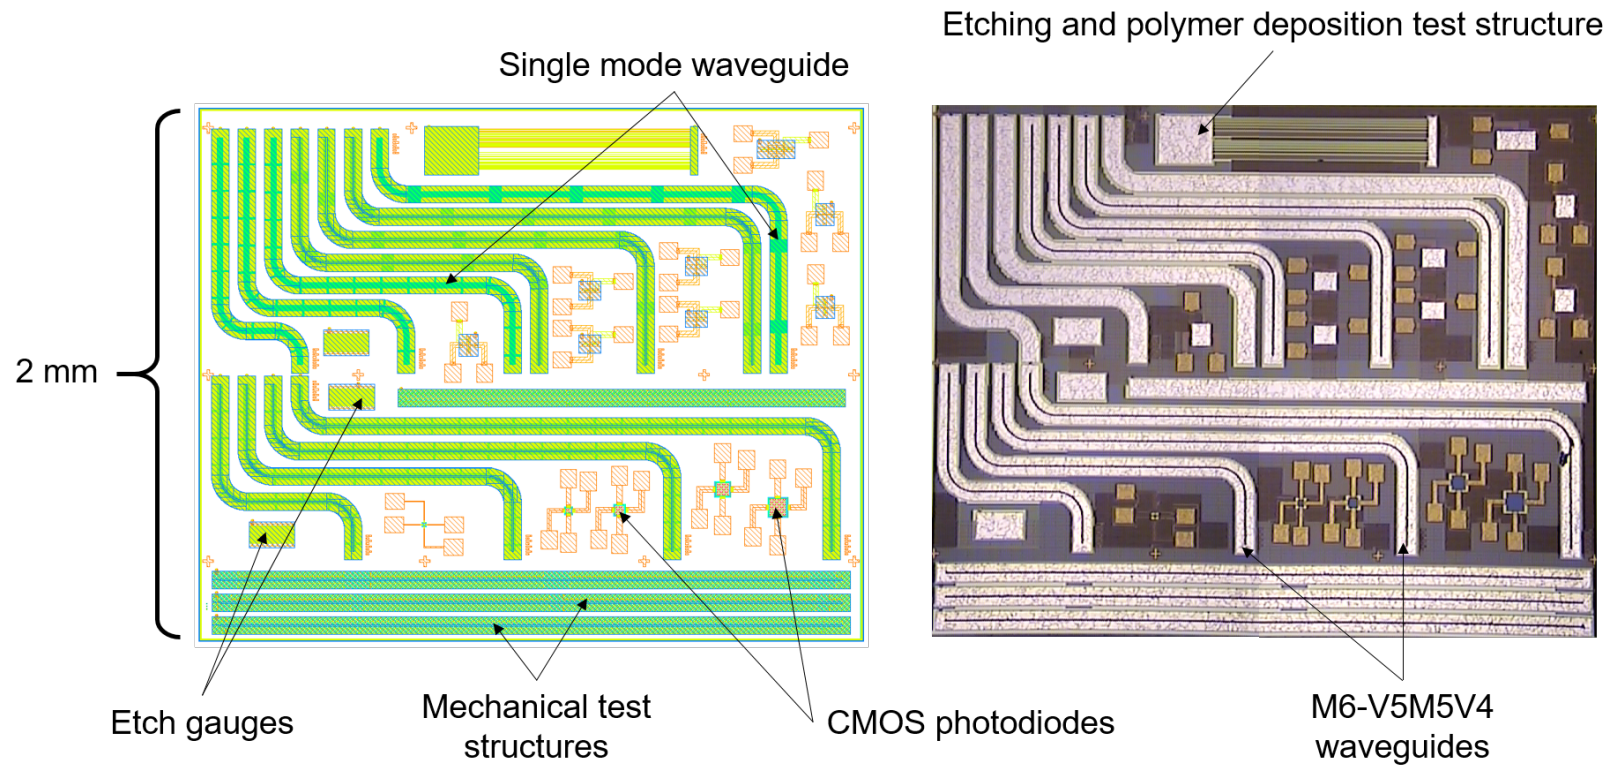 Etching and polymer deposition test structure
Single mode waveguide
2 mm
Etch gauges
Mechanical test
structures
CMOS photodiodes
M6-V5M5V4
waveguides